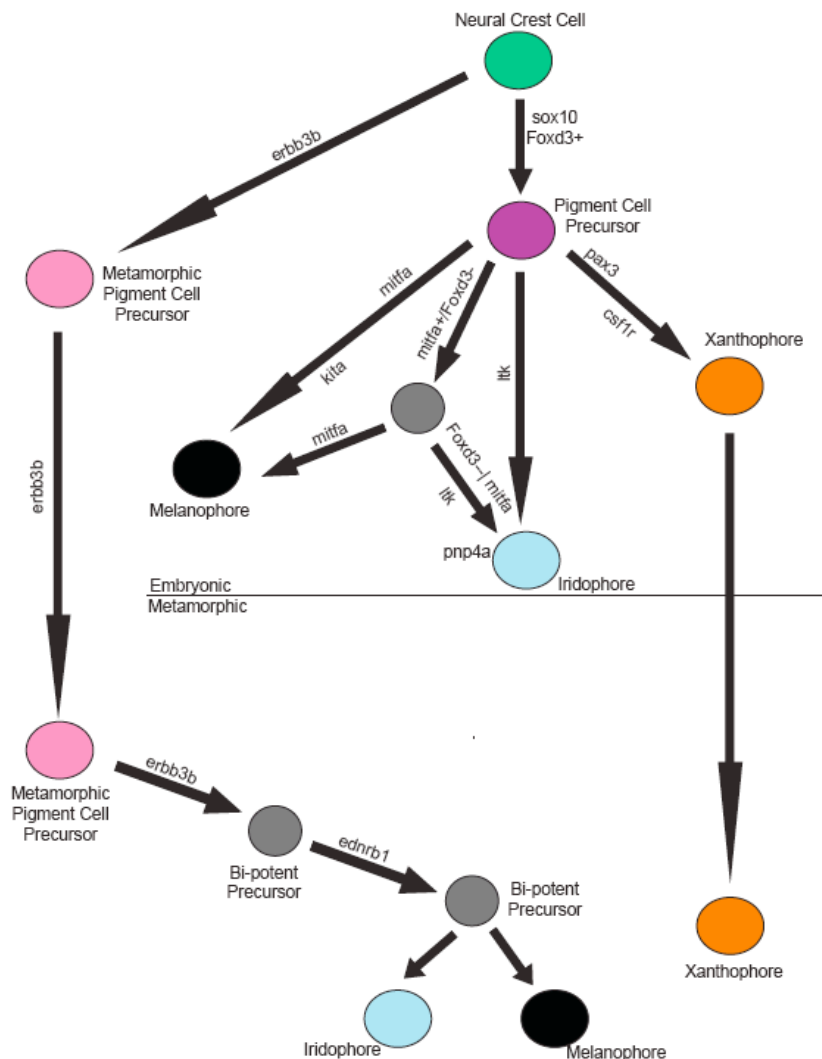 Neural Crest Cell
erbb3b
sox10
Foxd3+
Pigment Cell
Precursor
Metamorphic
Pigment Cell
Precursor
mitfa
kita
mitfa+/Foxd3-
ltk
pax3
csf1r
Xanthophore
mitfa
Foxd3--| mitfa
ltk
erbb3b
Melanophore
pnp4a
Iridophore
Embryonic
Metamorphic
Metamorphic
Pigment Cell
Precursor
erbb3b
Bi-potent
Precursor
ednrb1
Bi-potent
Precursor
Xanthophore
Iridophore
Melanophore